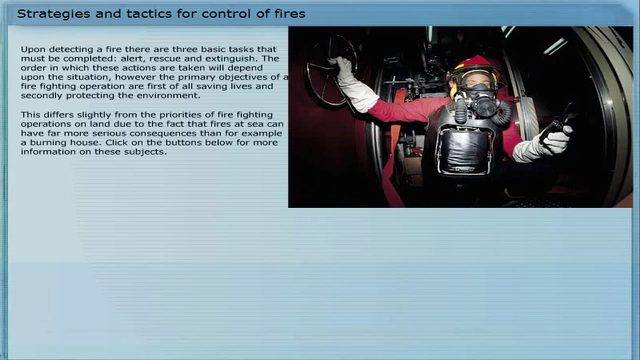 Strategies and tactics for control of fires
Upon detecting a fire there are three basic tasks that
must be completed: alert, rescue and extinguish. The
order in which these actions are taken will depend
upon the situation, however the primary objectives of a
fire fighting operation are first of all saving lives and
secondly protecting the environment.
This differs slightly from the priorities of fire fighting
operations on land due to the fact that fires at sea can
have far more serious consequences than for example
a burning house. Click on the buttons below for more
information on these subjects.